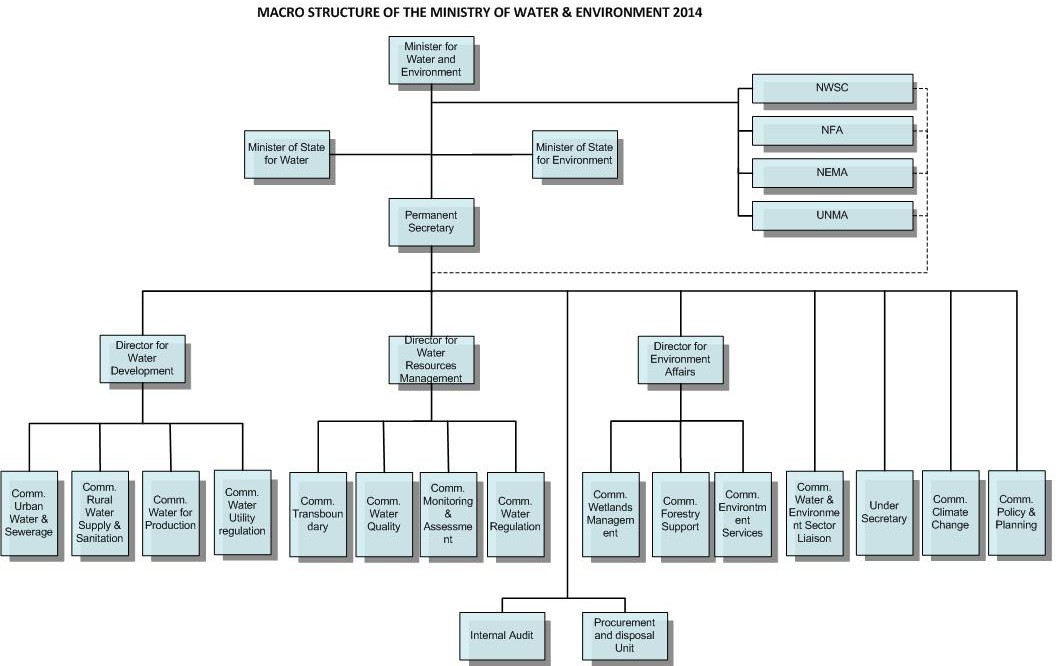 MACRO STRUCTURE OF THE MINISTRY OF WATER & ENVIRONMENT 2014
Minister for
Water and
Environment
NWSC
NFA
NEMA
UNMA
Minister of State
for Water
Minister of State
for Environment
Permanent
Secretary
Director for
Water
Development
Director for
Water
Resources
Management
Director for
Environment
Affairs
Comm.
Urban
Water &
Sewerage
Comm.
Rural
Water
Supply &
Sanitation
Comm.
Water for
Production
Comm.
Water
Utility
regulation
Comm.
Transboun
dary
Comm.
Water
Quality
Comm.
Monitoring
&
Assessme
nt
Comm.
Water
Regulation
Comm.
Wetlands
Managem
ent
Comm.
Forestry
Support
Comm.
Environtm
ent
Services
Comm.
Water &
Environme
nt Sector
Liaison
Under
Secretary
Comm.
Climate
Change
Comm.
Policy &
Planning
Internal Audit
Procurement
and disposal
Unit